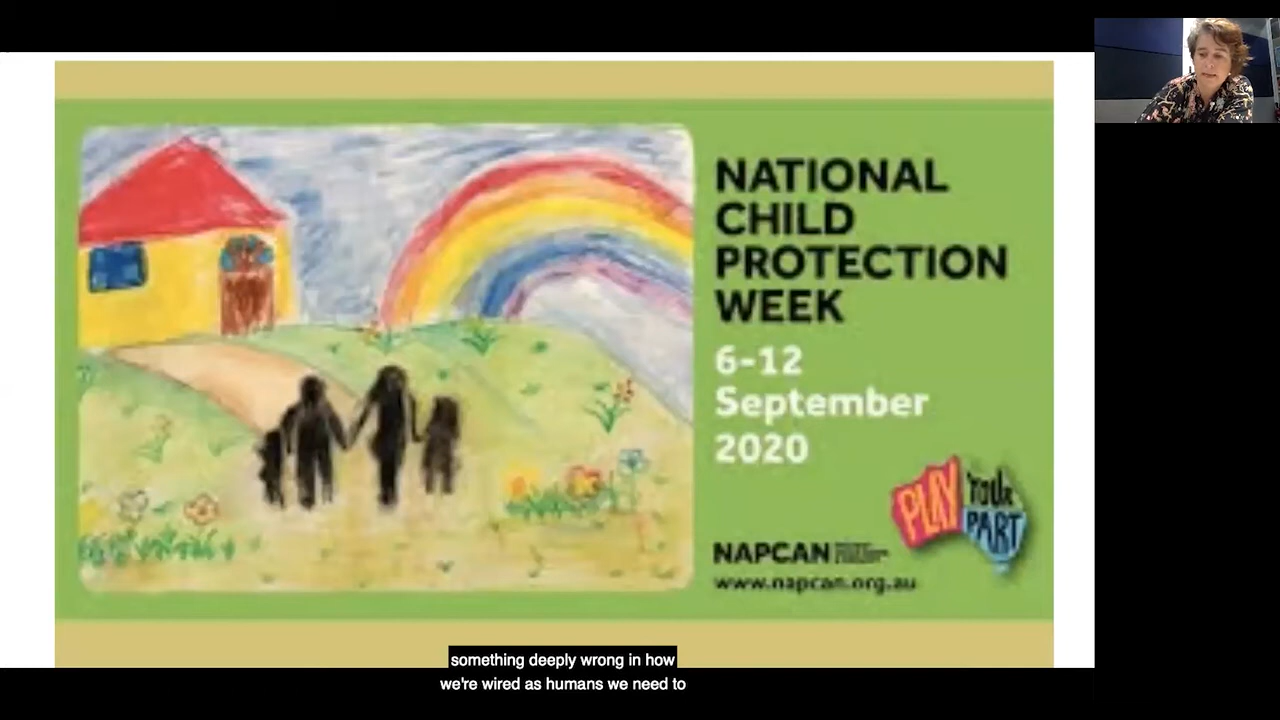 NATIONAL
CHILD
PROTECTION
WEEK
6-12
September
2020
PLAY
YOUR
PART
NAPCAN
www.napcan.org.au
something deeply wrong in how
we're wired as humans we need to